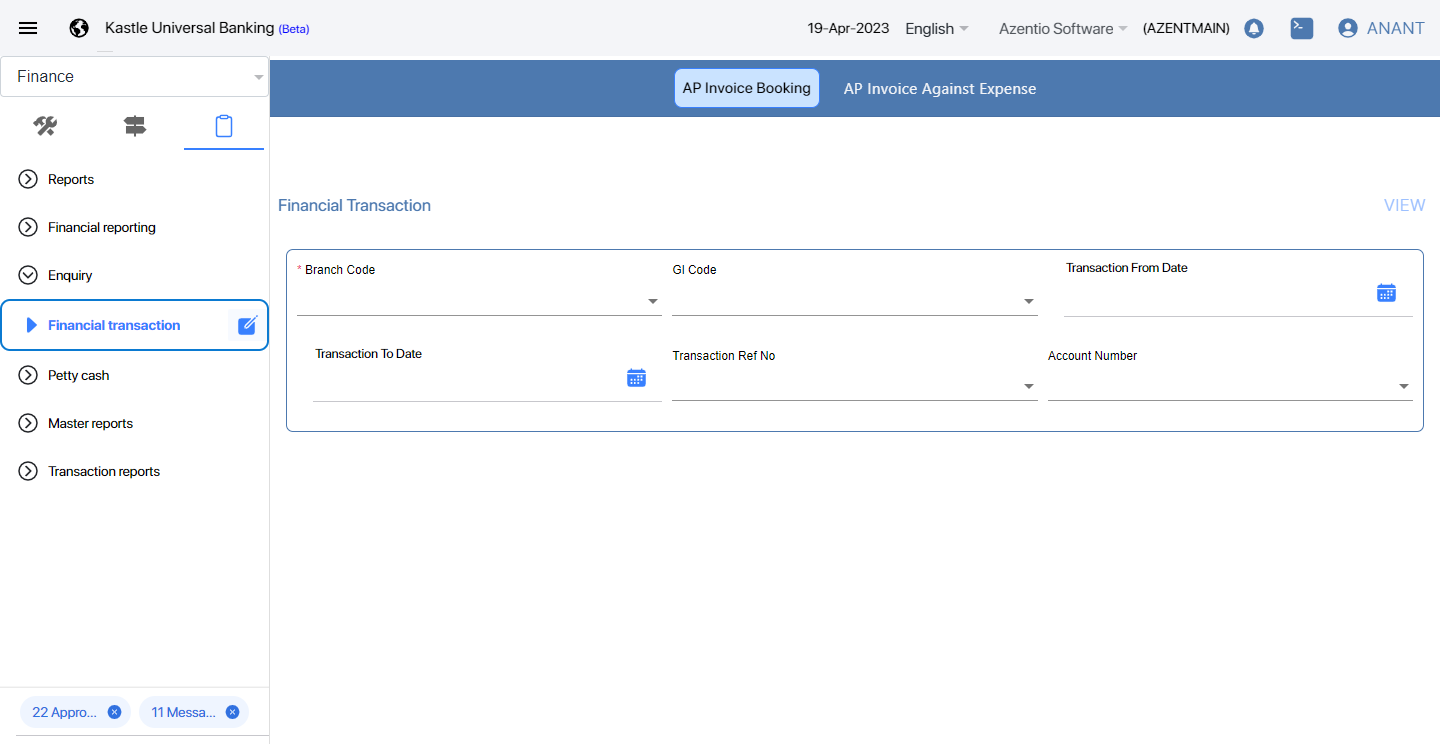 Kastle Universal Banking (Beta)
19-Apr-2023 English Azentio Software (AZENTMAIN) ANANT
Finance
AP Invoice Booking AP Invoice Against Expense
Reports
Financial reporting
Enquiry
Financial transaction
Petty cash
Master reports
Transaction reports
22 Appro... 11 Messa...
Financial Transaction VIEW
* Branch Code GI Code Transaction From Date
Transaction To Date Transaction Ref No Account Number